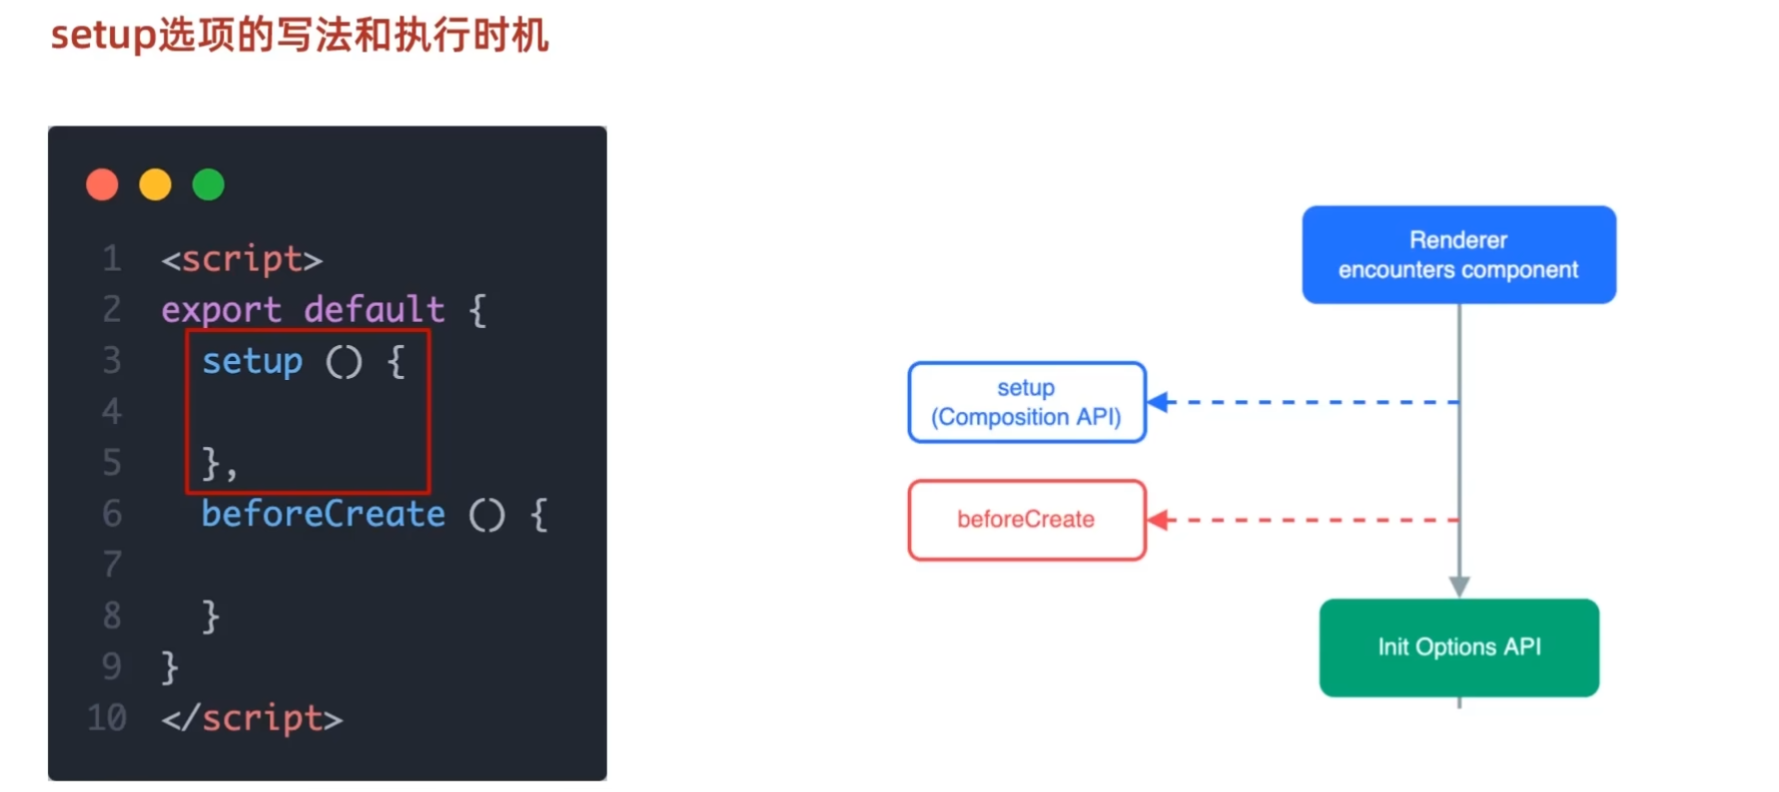 setup选项的写法和执行时机
1 <script>
2 export default {
3 setup () {
4
5 },
6 beforeCreate () {
7
8 }
9 }
10 </script>
Renderer
encounters component
setup
(Composition API)
beforeCreate
Init Options API